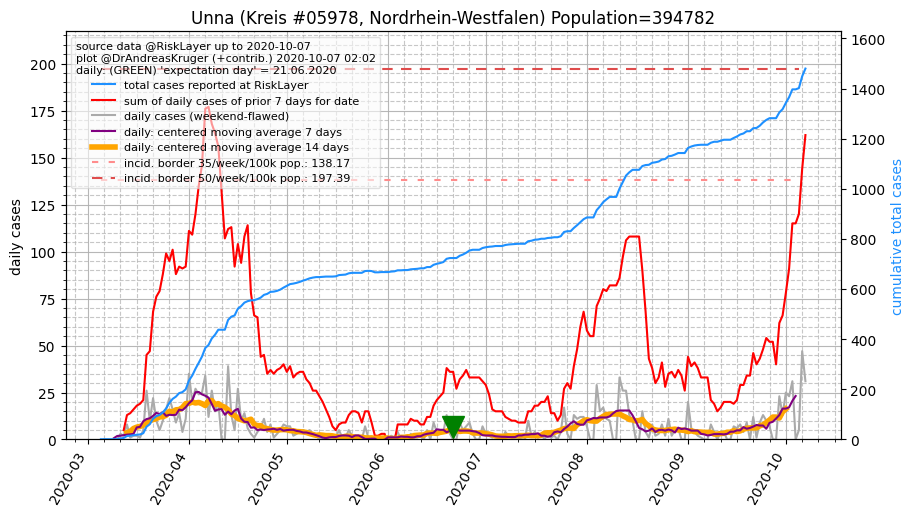 Unna (Kreis #05978, Nordrhein-Westfalen) Population=394782
source data @RiskLayer up to 2020-10-07
plot @DrAndreasKruger (+contrib.) 2020-10-07 02:02
daily: (GREEN) 'expectation day' = 21.06.2020
total cases reported at RiskLayer
sum of daily cases of prior 7 days for date
daily cases (weekend-flawed)
daily: centered moving average 7 days
daily: centered moving average 14 days
incid. border 35/week/100k pop.: 138.17
incid. border 50/week/100k pop.: 197.39
daily cases
200
175
150
125
100
75
50
25
0
cumulative total cases
1600
1400
1200
1000
800
600
400
200
0
2020-03
2020-04
2020-05
2020-06
2020-07
2020-08
2020-09
2020-10